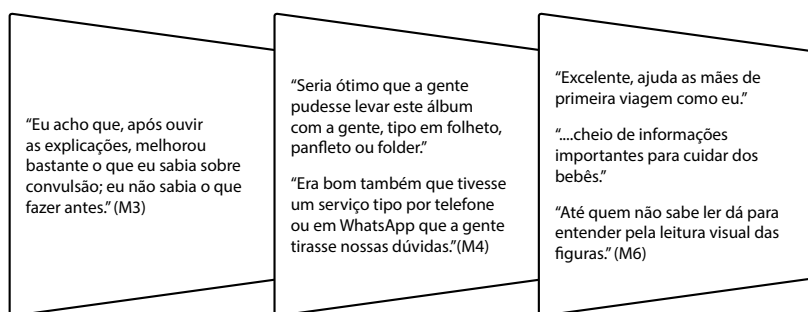 “Eu acho que, após ouvir
as explicações, melhorou
bastante o que eu sabia sobre
convulsão; eu não sabia o que
fazer antes.” (M3)
“Seria ótimo que a gente
pudesse levar este álbum
com a gente, tipo em folheto,
panfleto ou folder.”
“Era bom também que tivesse
um serviço tipo por telefone
ou em WhatsApp que a gente
tirasse nossas dúvidas.”(M4)
“Excelente, ajuda as mães de
primeira viagem como eu.”
“....cheio de informações
importantes para cuidar dos
bebês.”
“Até quem não sabe ler dá para
entender pela leitura visual das
figuras.” (M6)